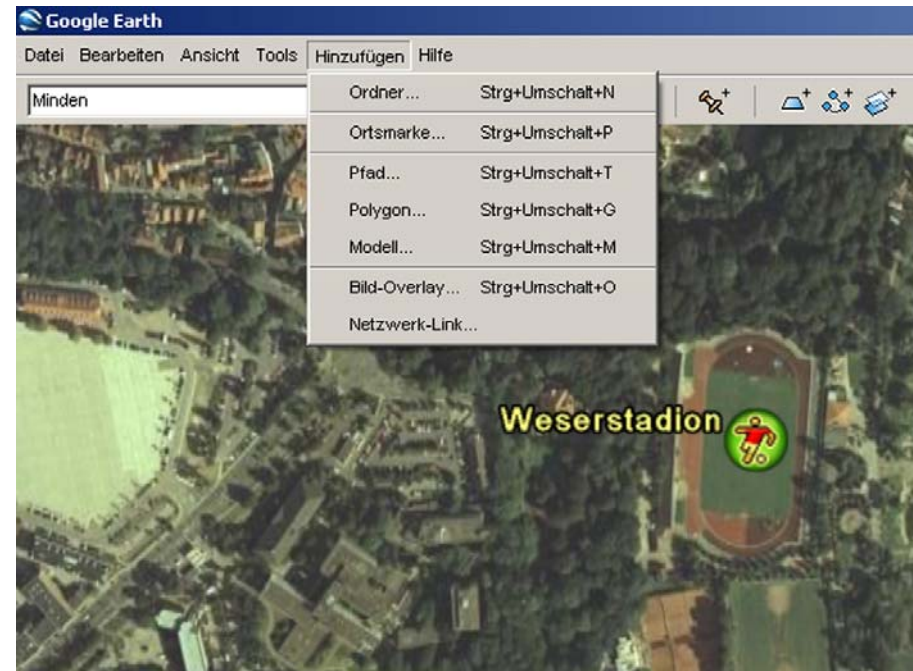 Google Earth
Datei Bearbeiten Ansicht Tools Hinzufügen Hilfe
Minden
Ordner... Strg+Umschalt+N
Ortsmarke... Strg+Umschalt+P
Pfad... Strg+Umschalt+T
Polygon... Strg+Umschalt+G
Modell... Strg+Umschalt+M
Bild-Overlay... Strg+Umschalt+O
Netzwerk-Link...
Weserstadion